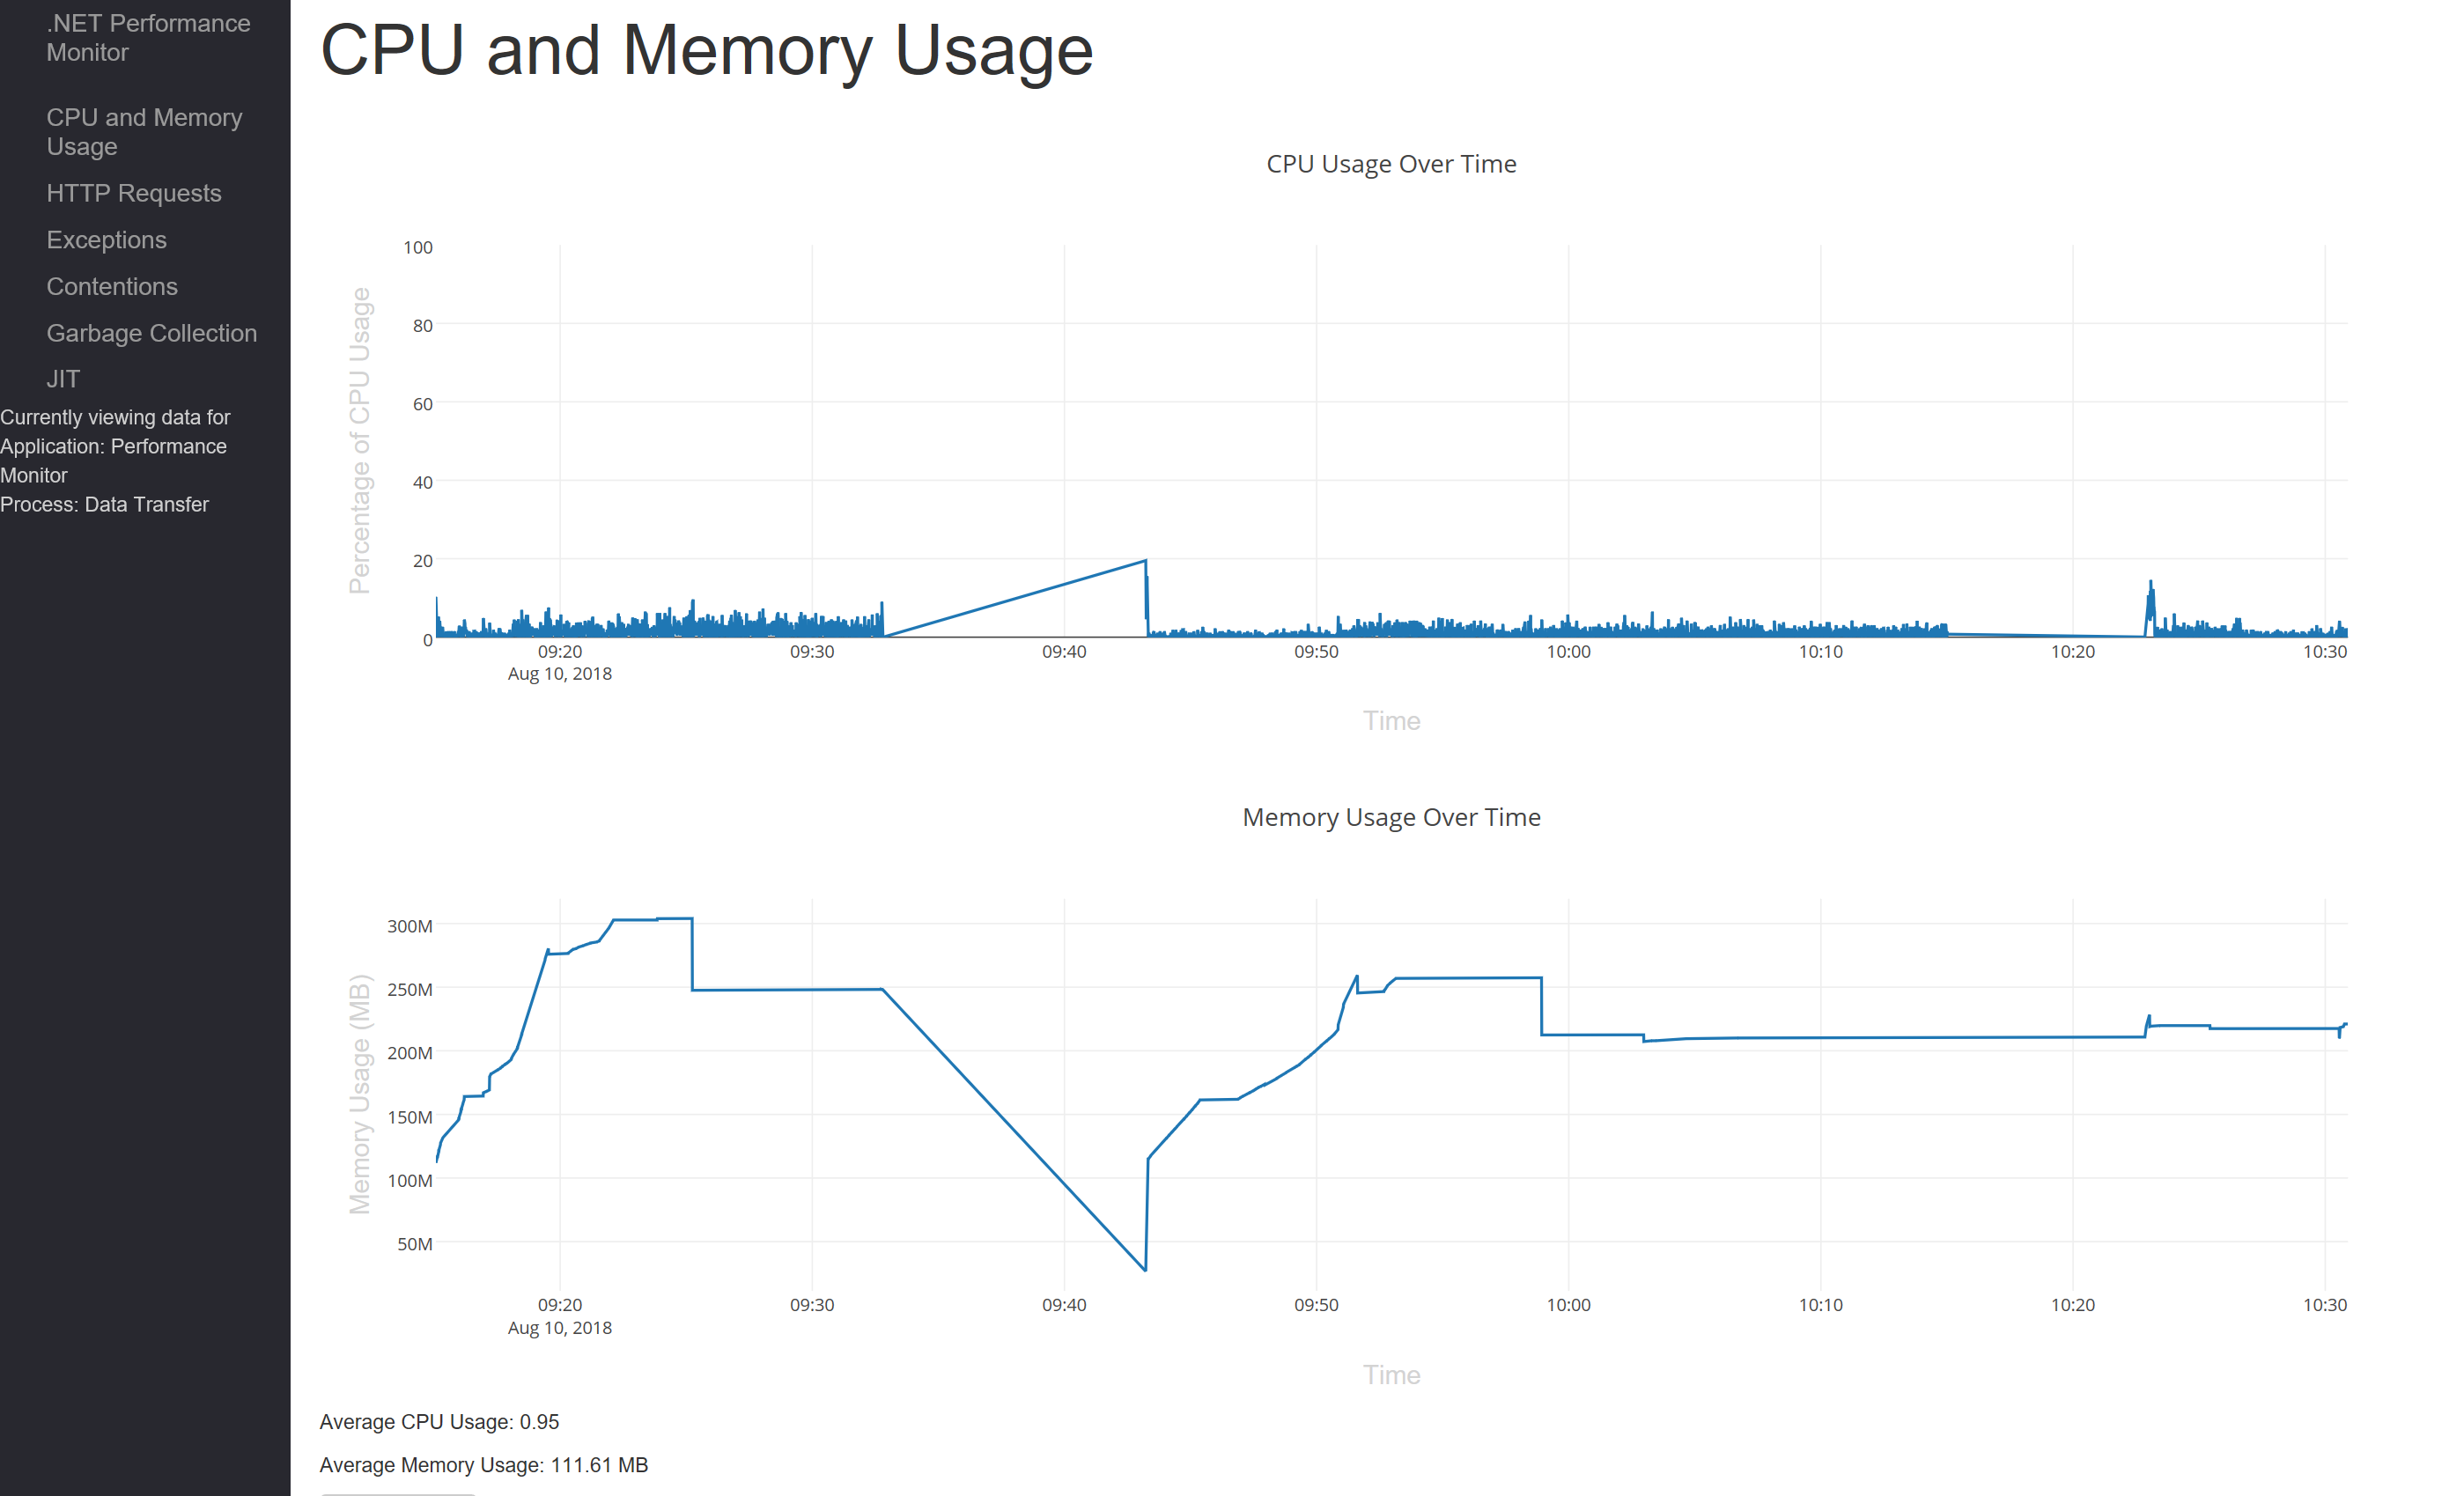 .NET Performance
Monitor
CPU and Memory
Usage
HTTP Requests
Exceptions
Contentions
Garbage Collection
JIT
Currently viewing data for
Application: Performance
Monitor
Process: Data Transfer
CPU and Memory Usage
CPU Usage Over Time
Percentage of CPU Usage
100
80
60
40
20
0
09:20
Aug 10, 2018
09:30
09:40
09:50
10:00
10:10
10:20
10:30
Time
Memory Usage Over Time
Memory Usage (MB)
300M
250M
200M
150M
100M
50M
09:20
Aug 10, 2018
09:30
09:40
09:50
10:00
10:10
10:20
10:30
Time
Average CPU Usage: 0.95
Average Memory Usage: 111.61 MB